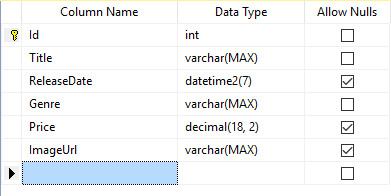 Column Name Data Type Allow Nulls
Id int
Title varchar(MAX)
ReleaseDate datetime2(7)
Genre varchar(MAX)
Price decimal(18, 2)
ImageUrl varchar(MAX)